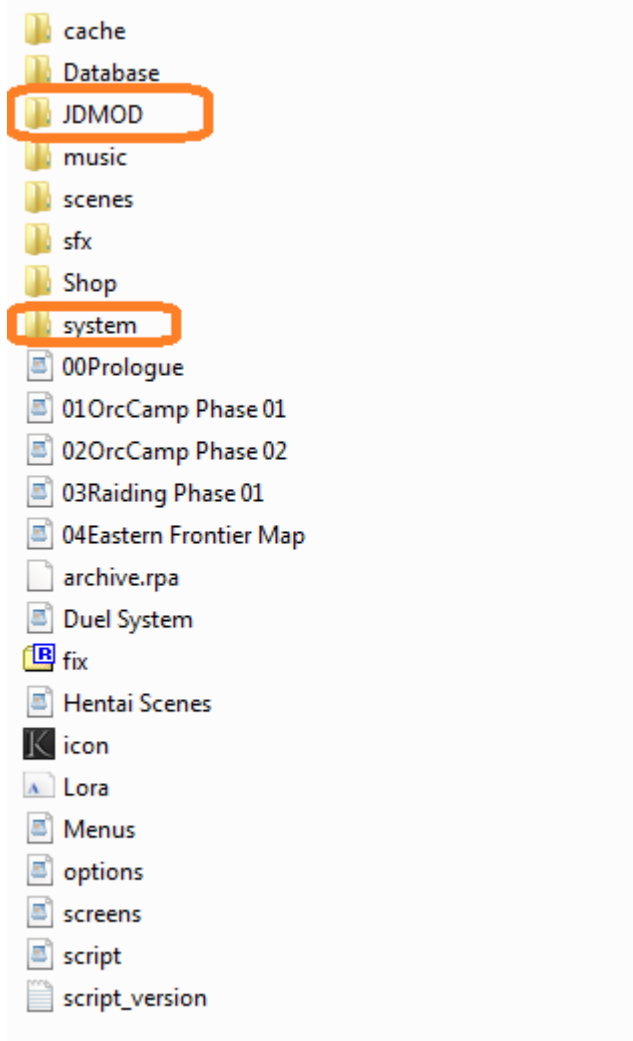 cache
Database
JDMOD
music
scenes
sfx
Shop
system
00Prologue
01OrcCamp Phase 01
02OrcCamp Phase 02
03Raiding Phase 01
04Eastern Frontier Map
archive.rpa
Duel System
R fix
Hentai Scenes
K icon
A Lora
Menus
options
screens
script
script_version